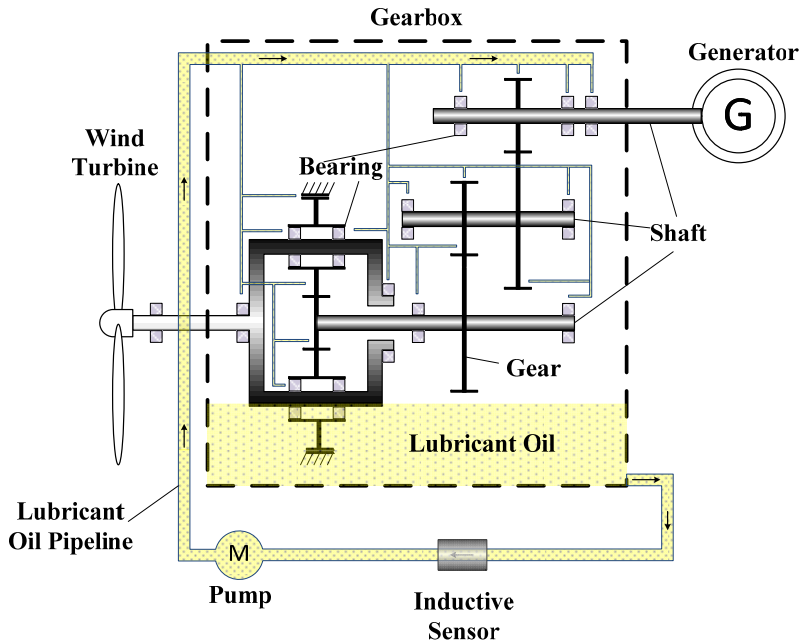 Gearbox
Generator
G
Wind
Turbine
Bearing
Shaft
Gear
Lubricant Oil
Lubricant
Oil Pipeline
M
Pump
Inductive
Sensor